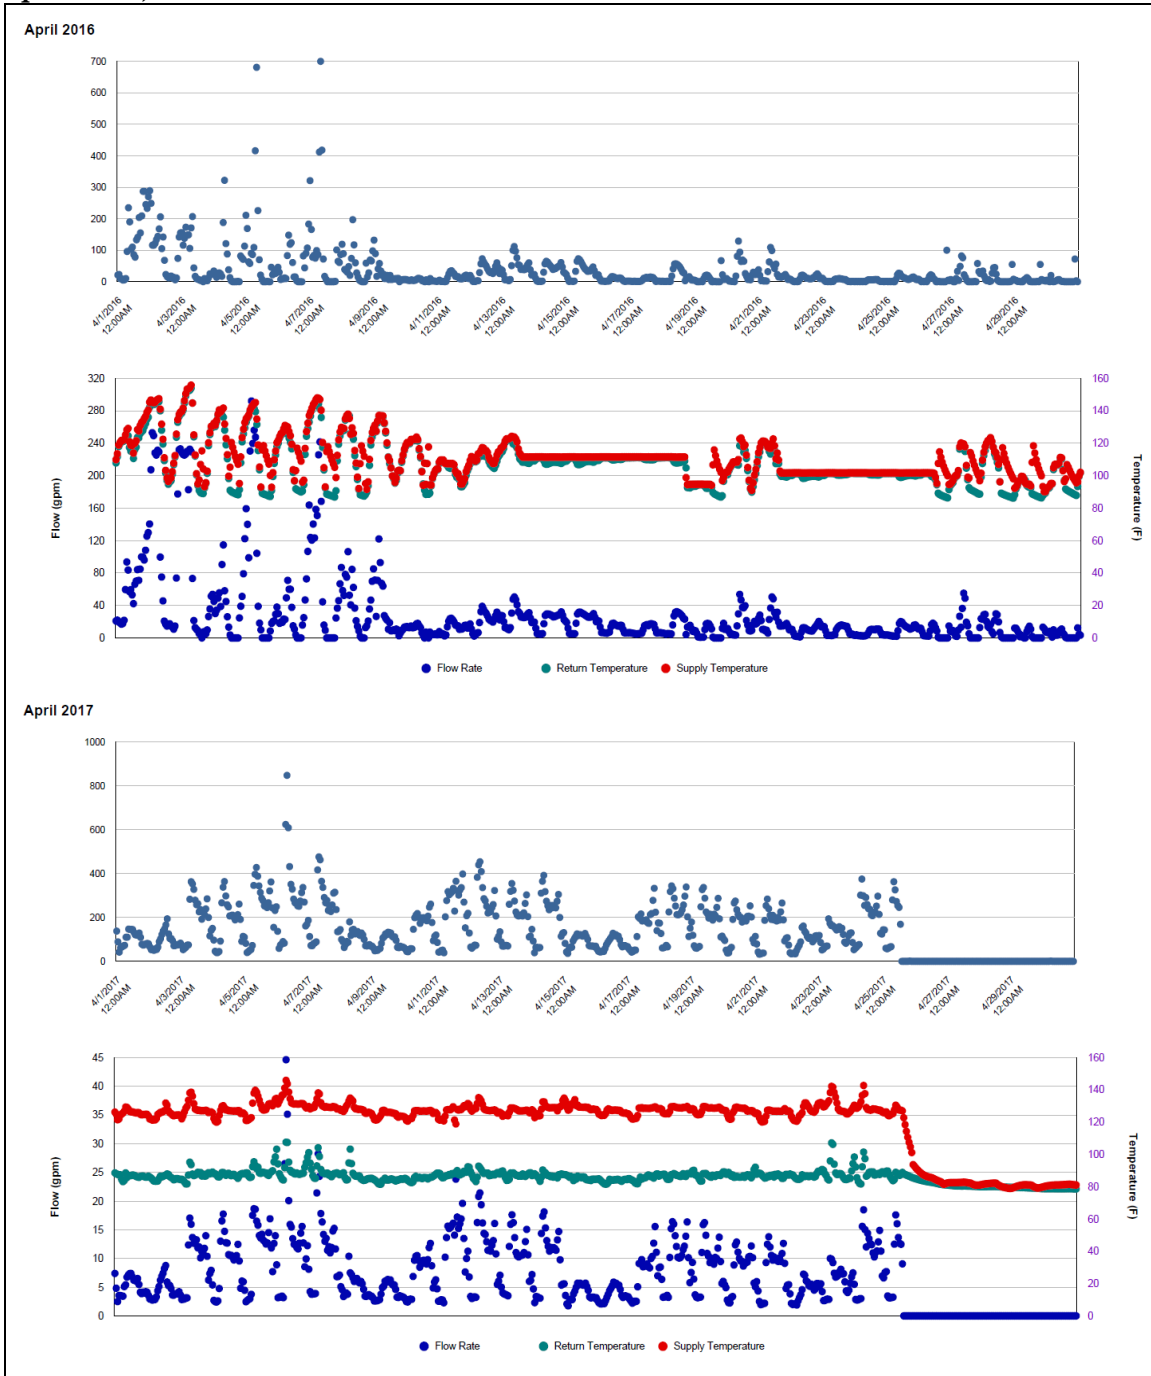 April 2016
700
600
500
400
300
200
100
0
4/1/2016 12:00AM
4/3/2016 12:00AM
4/5/2016 12:00AM
4/7/2016 12:00AM
4/9/2016 12:00AM
4/11/2016 12:00AM
4/13/2016 12:00AM
4/15/2016 12:00AM
4/17/2016 12:00AM
4/19/2016 12:00AM
4/21/2016 12:00AM
4/23/2016 12:00AM
4/25/2016 12:00AM
4/27/2016 12:00AM
4/29/2016 12:00AM
320 160
280 140
240 120
200 100
160 80
120 60
80 40
40 20
0 0
Flow (gpm)
Temperature (F)
Flow Rate Return Temperature Supply Temperature
April 2017
1000
800
600
400
200
0
4/1/2017 12:00AM
4/3/2017 12:00AM
4/5/2017 12:00AM
4/7/2017 12:00AM
4/9/2017 12:00AM
4/11/2017 12:00AM
4/13/2017 12:00AM
4/15/2017 12:00AM
4/17/2017 12:00AM
4/19/2017 12:00AM
4/21/2017 12:00AM
4/23/2017 12:00AM
4/25/2017 12:00AM
4/27/2017 12:00AM
4/29/2017 12:00AM
45 160
40 140
35 120
30 100
25 80
20 60
15 40
10 20
5 0
0
Flow (gpm)
Temperature (F)
Flow Rate Return Temperature Supply Temperature